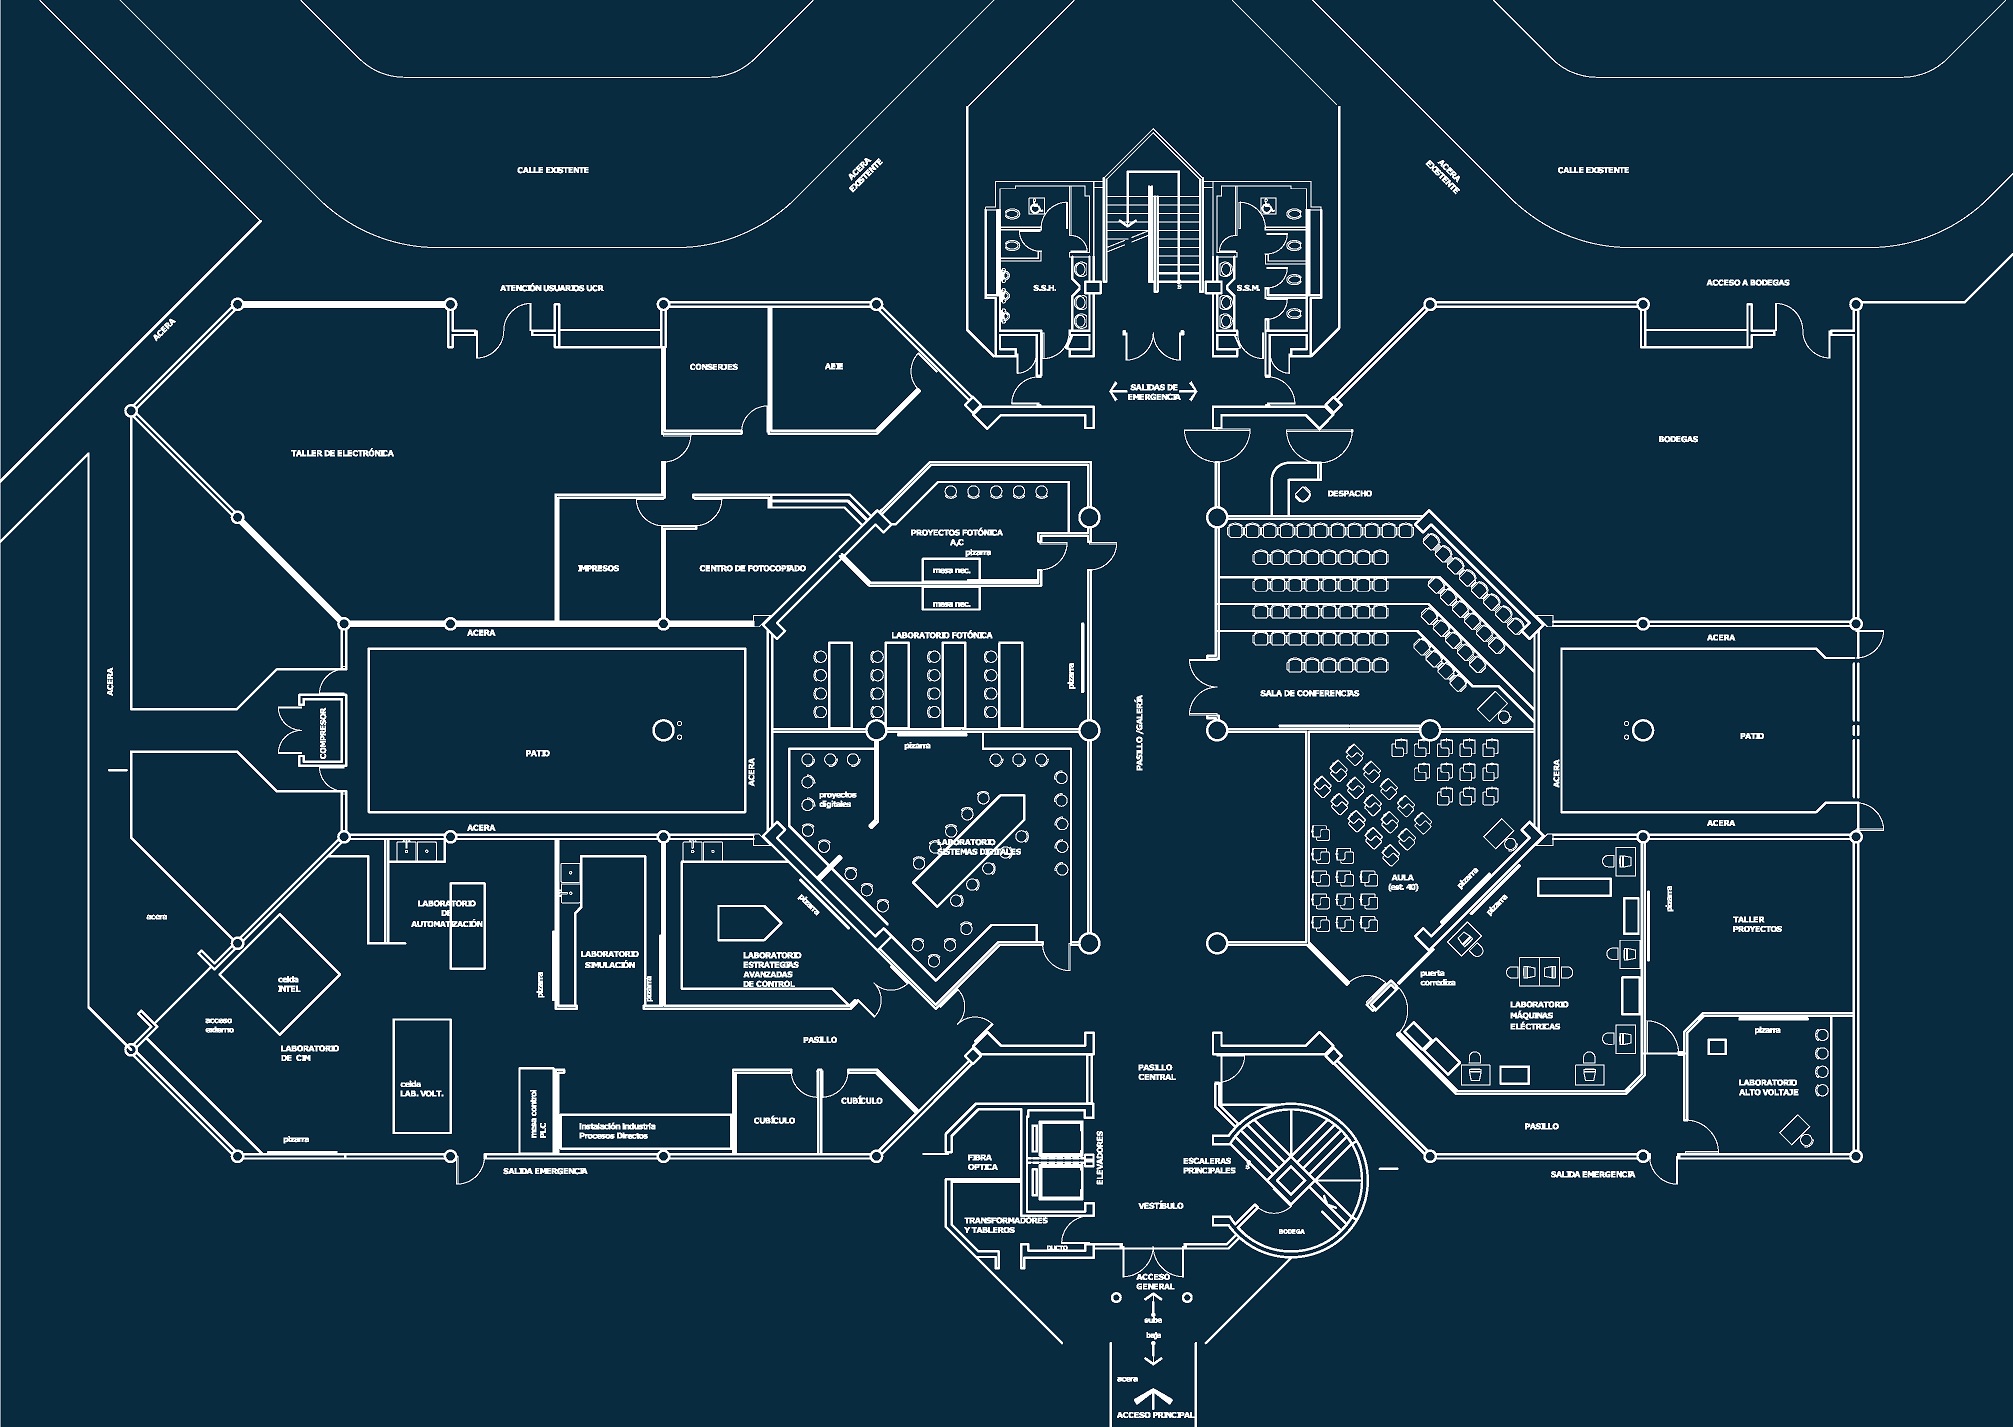 CALLE EXISTENTE
ACERA
EXISTENTE
ACERA
EXISTENTE
CALLE EXISTENTE
ATENCIÓN USUARIOS UCR
S.S.H.
S.S.M.
ACCESO A BODEGAS
ACERA
CONSERJES
AEIE
SALIDAS DE
EMERGENCIA
TALLER DE ELECTRÓNICA
BODEGAS
DESPACHO
PROYECTOS FOTÓNICA
A,C
pizarra
IMPRESOS
CENTRO DE FOTOCOPIADO
mesa nec.
mesa nec.
ACERA
LABORATORIO FOTÓNICA
ACERA
ACERA
pizarra
SALA DE CONFERENCIAS
PASILLO /GALERÍA
COMPRESOR
PATIO
ACERA
pizarra
PATIO
ACERA
proyectos
digitales
ACERA
ACERA
LABORATORIO
SISTEMAS DIGITALES
AULA
(est. 40)
pizarra
pizarra
pizarra
acera
LABORATORIO
DE
AUTOMATIZACIÓN
pizarra
TALLER
PROYECTOS
LABORATORIO
SIMULACIÓN
LABORATORIO
ESTRATEGIAS
AVANZADAS
DE CONTROL
pizarra
pizarra
celda
INTEL
puerta
corrediza
LABORATORIO
MÁQUINAS
ELÉCTRICAS
acceso
externo
LABORATORIO
DE CIM
PASILLO
pizarra
PASILLO
CENTRAL
celda
LAB. VOLT.
CUBÍCULO
LABORATORIO
ALTO VOLTAJE
mesa control
PLC
Instalación Industria
Procesos Directos
CUBÍCULO
PASILLO
pizarra
SALIDA EMERGENCIA
FIBRA
OPTICA
ELEVADORES
ESCALERAS
PRINCIPALES
SALIDA EMERGENCIA
VESTÍBULO
TRANSFORMADORES
Y TABLEROS
DUCTO
BODEGA
ACCESO
GENERAL
sube
baja
acera
ACCESO PRINCIPAL